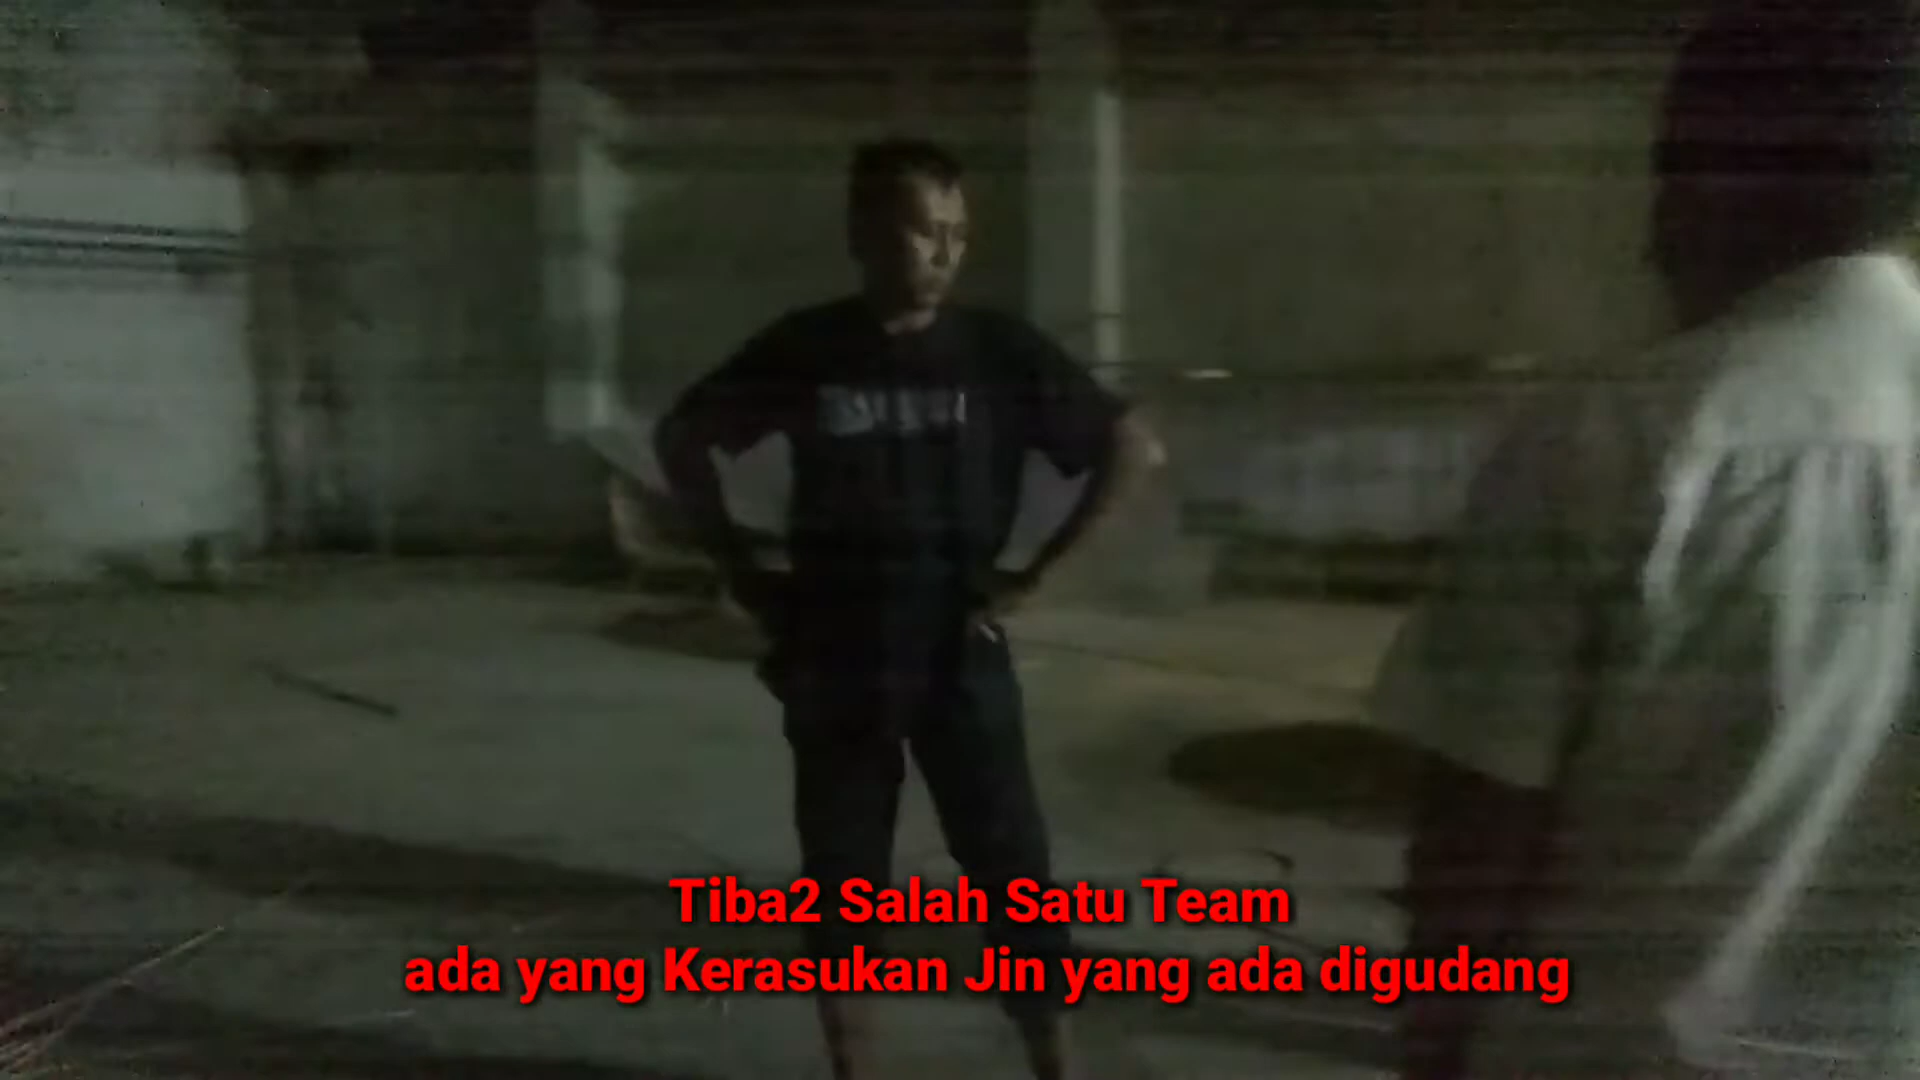 Tiba2 Salah Satu Team
ada yang Kerasukan Jin yang ada digudang